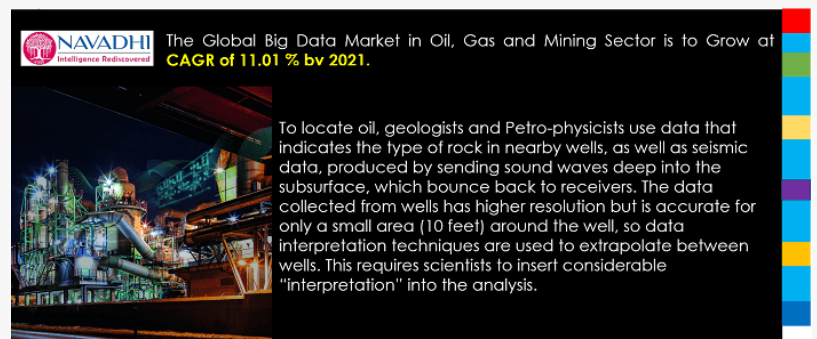 NAVADHI
Intelligence Rediscovered
The Global Big Data Market in Oil, Gas and Mining Sector is to Grow at
CAGR of 11.01 % bv 2021.
To locate oil, geologists and Petro-physicists use data that
indicates the type of rock in nearby wells, as well as seismic
data, produced by sending sound waves deep into the
subsurface, which bounce back to receivers. The data
collected from wells has higher resolution but is accurate for
only a small area (10 feet) around the well, so data
interpretation techniques are used to extrapolate between
wells. This requires scientists to insert considerable
"interpretation" into the analysis.